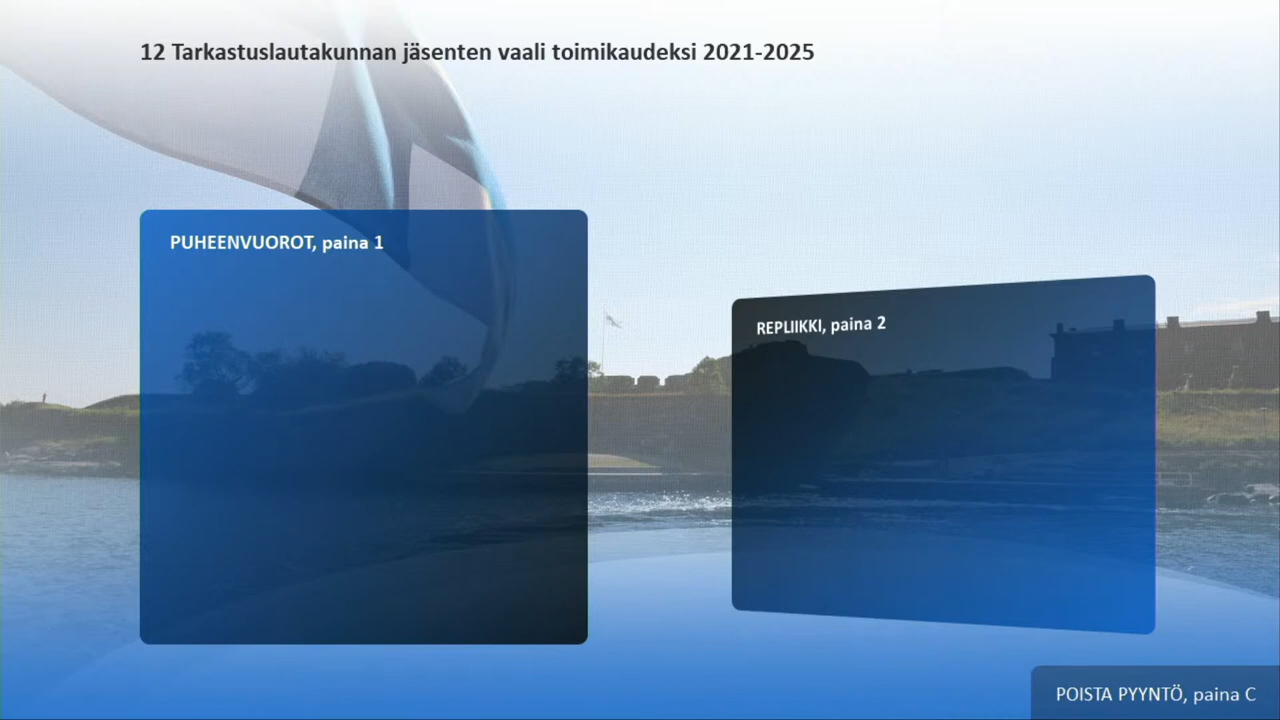 12 Tarkastuslautakunnan jäsenten vaali toimikaudeksi 2021-2025
PUHEENVUOROT, paina 1
REPLIIKKI, paina 2
POISTA PYYNTÖ, paina C